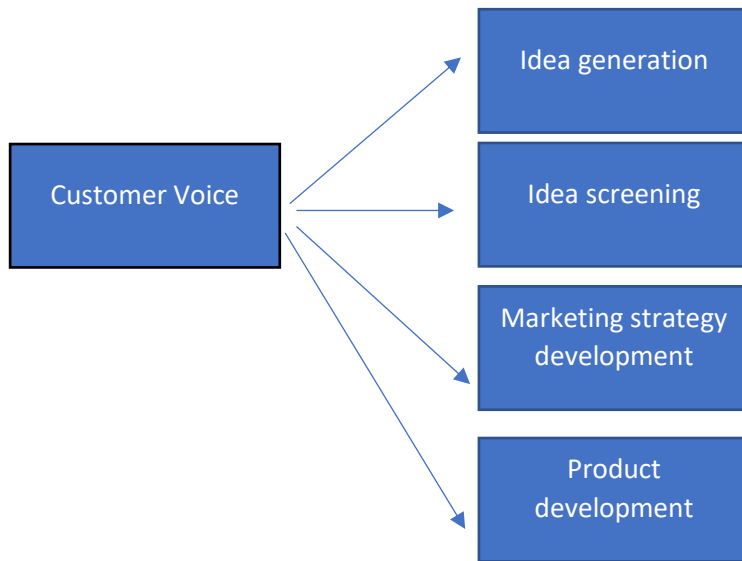 Idea generation
Customer Voice
Idea screening
Marketing strategy
development
Product
development